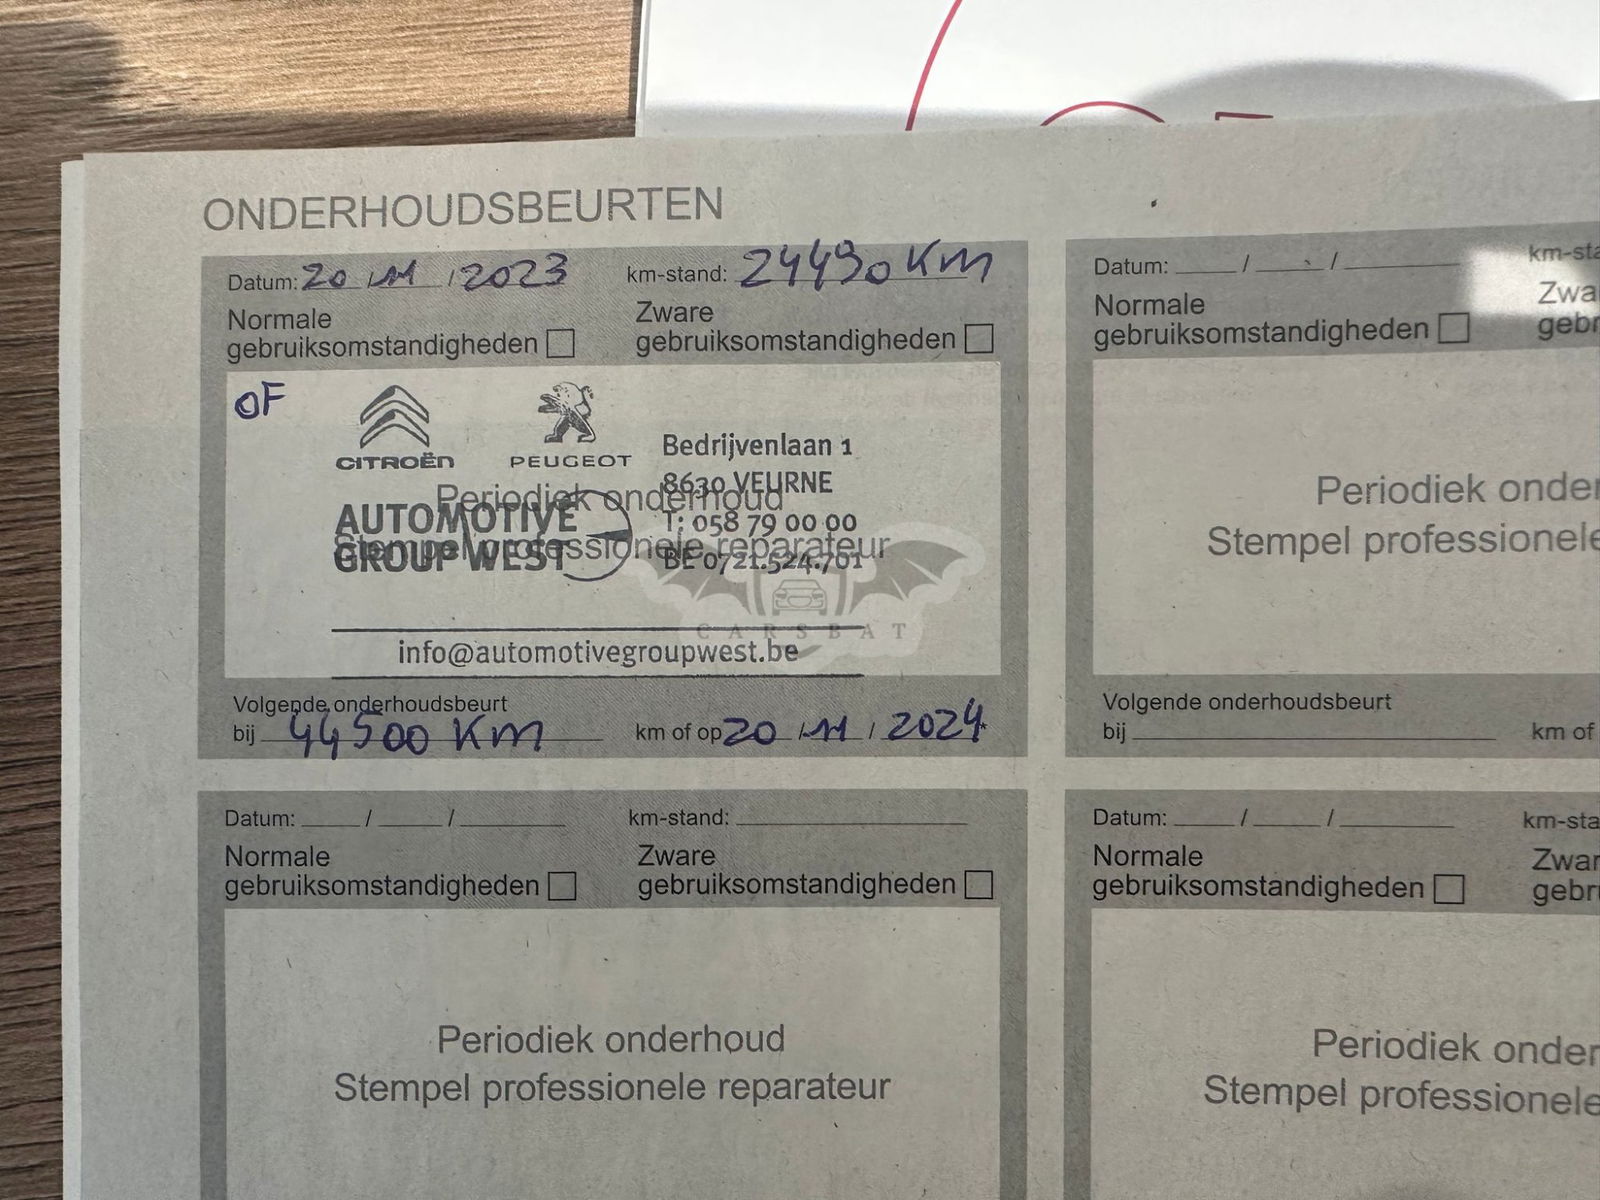 ONDERHOUDSBEURTEN
Datum: 20 / 11 / 2023 km-stand: 24490 Km
Normale
gebruiksomstandigheden
Zware
gebruiksomstandigheden
OF
CITROËN PEUGEOT
AUTOMOTIVE
GROUP WEST
Bedrijvenlaan 1
8630 VEURNE
T: 058 79 00 00
BE 0721.524.701
Periodiek onderhoud
Stempel professionele reparateur
CARSBAT
info@automotivegroupwest.be
Volgende onderhoudsbeurt
bij 44500 Km km of op 20 / 11 / 2024
Datum: / /
km-sta
Normale
gebruiksomstandigheden
Zwa
gebr
Periodiek onder
Stempel professionele
Volgende onderhoudsbeurt
bij km of
Datum: / / km-stand:
Normale
gebruiksomstandigheden
Zware
gebruiksomstandigheden
Periodiek onderhoud
Stempel professionele reparateur
Datum: / / km-sta
Normale
gebruiksomstandigheden
Zwar
gebru
Periodiek onder
Stempel professionele